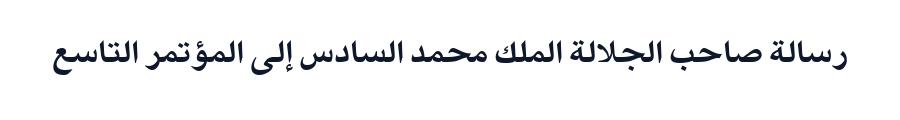 رسالة صاحب الجلالة الملك محمد السادس إلى المؤتمر التاسع